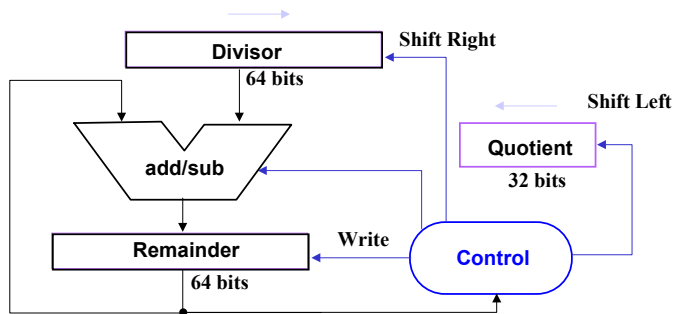 Divisor
Shift Right
64 bits
Shift Left
add/sub
Quotient
32 bits
Remainder
Write
Control
64 bits